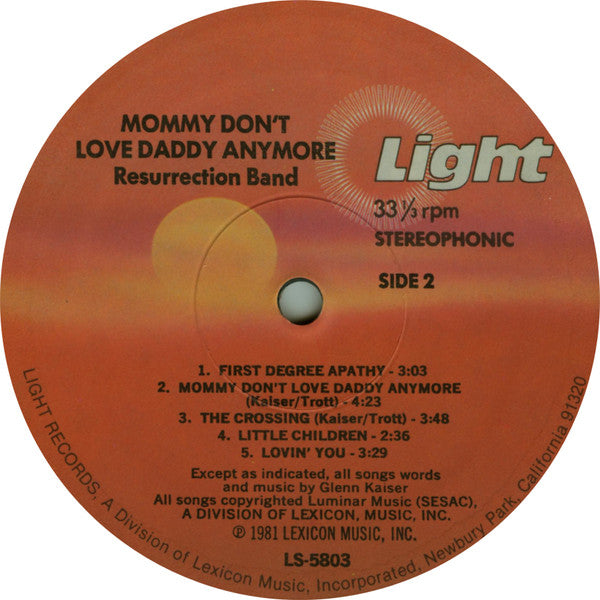 MOMMY DON'T
LOVE DADDY ANYMORE
Resurrection Band
Light
33 ⅓ rpm
STEREOPHONIC
SIDE 2
1. FIRST DEGREE APATHY - 3:03
2. MOMMY DON'T LOVE DADDY ANYMORE
(Kaiser/Trott) - 4:23
3. THE CROSSING (Kaiser/Trott) - 3:48
4. LITTLE CHILDREN - 2:36
5. LOVIN' YOU - 3:29
Except as indicated, all songs words
and music by Glenn Kaiser
All songs copyrighted Luminar Music (SESAC),
A DIVISION OF LEXICON, MUSIC, INC.
℗ 1981 LEXICON MUSIC, INC.
LS-5803
LIGHT RECORDS, A Division of Lexicon Music, Incorporated, Newbury Park, California 91320